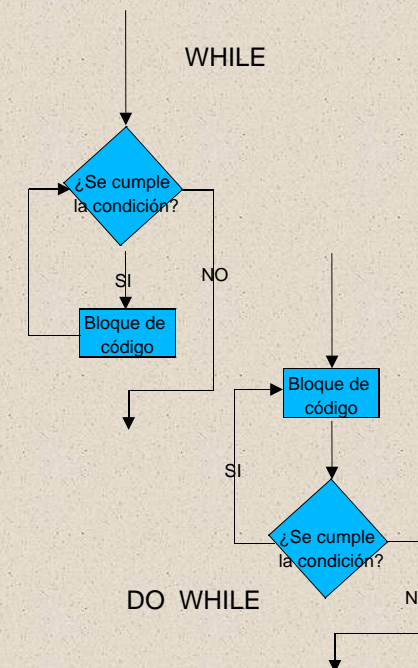 WHILE
¿Se cumple
la condición?
SI
NO
Bloque de
código
Bloque de
código
SI
¿Se cumple
la condición?
DO WHILE
N